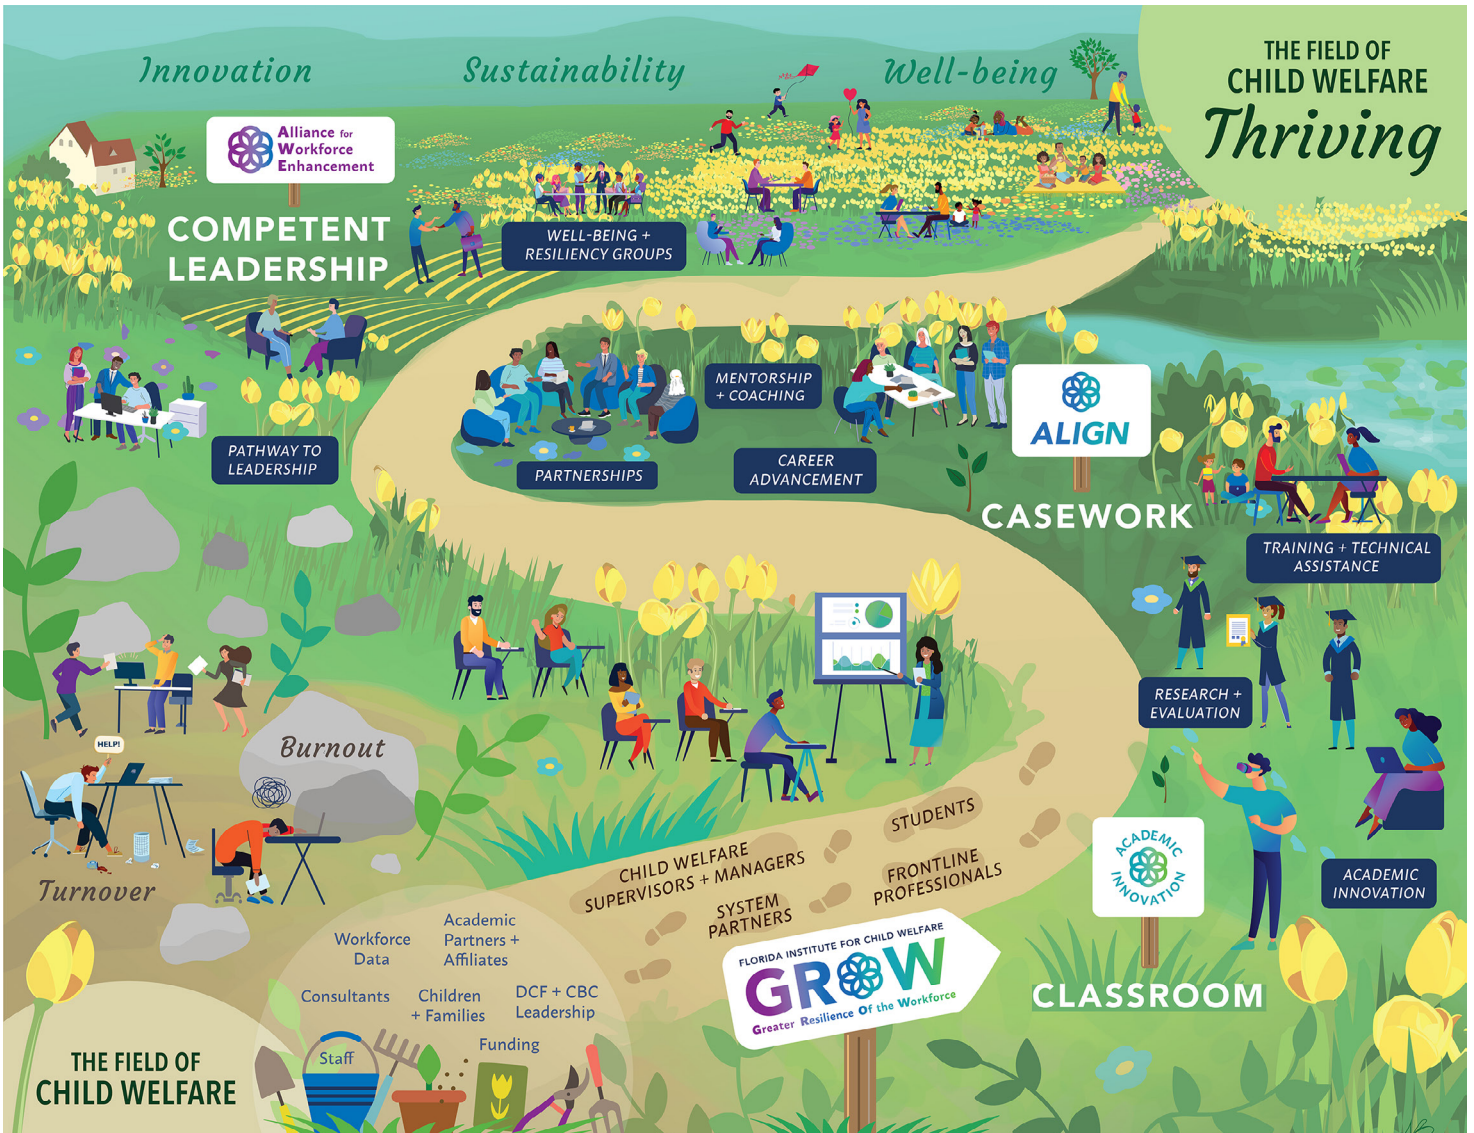 Innovation
Sustainability
Well-being
THE FIELD OF
CHILD WELFARE
Thriving
Alliance for
Workforce
Enhancement
COMPETENT
LEADERSHIP
WELL-BEING +
RESILIENCY GROUPS
MENTORSHIP
+ COACHING
ALIGN
PATHWAY TO
LEADERSHIP
PARTNERSHIPS
CAREER
ADVANCEMENT
CASEWORK
TRAINING + TECHNICAL
ASSISTANCE
RESEARCH +
EVALUATION
Burnout
HELP!
Turnover
STUDENTS
CHILD WELFARE
SUPERVISORS + MANAGERS
FRONTLINE
PROFESSIONALS
SYSTEM
PARTNERS
ACADEMIC
INNOVATION
ACADEMIC
INNOVATION
CLASSROOM
FLORIDA INSTITUTE FOR CHILD WELFARE
GROW
Greater Resilience Of the Workforce
Workforce
Data
Academic
Partners +
Affiliates
Consultants
Children
+ Families
DCF + CBC
Leadership
Funding
Staff
THE FIELD OF
CHILD WELFARE